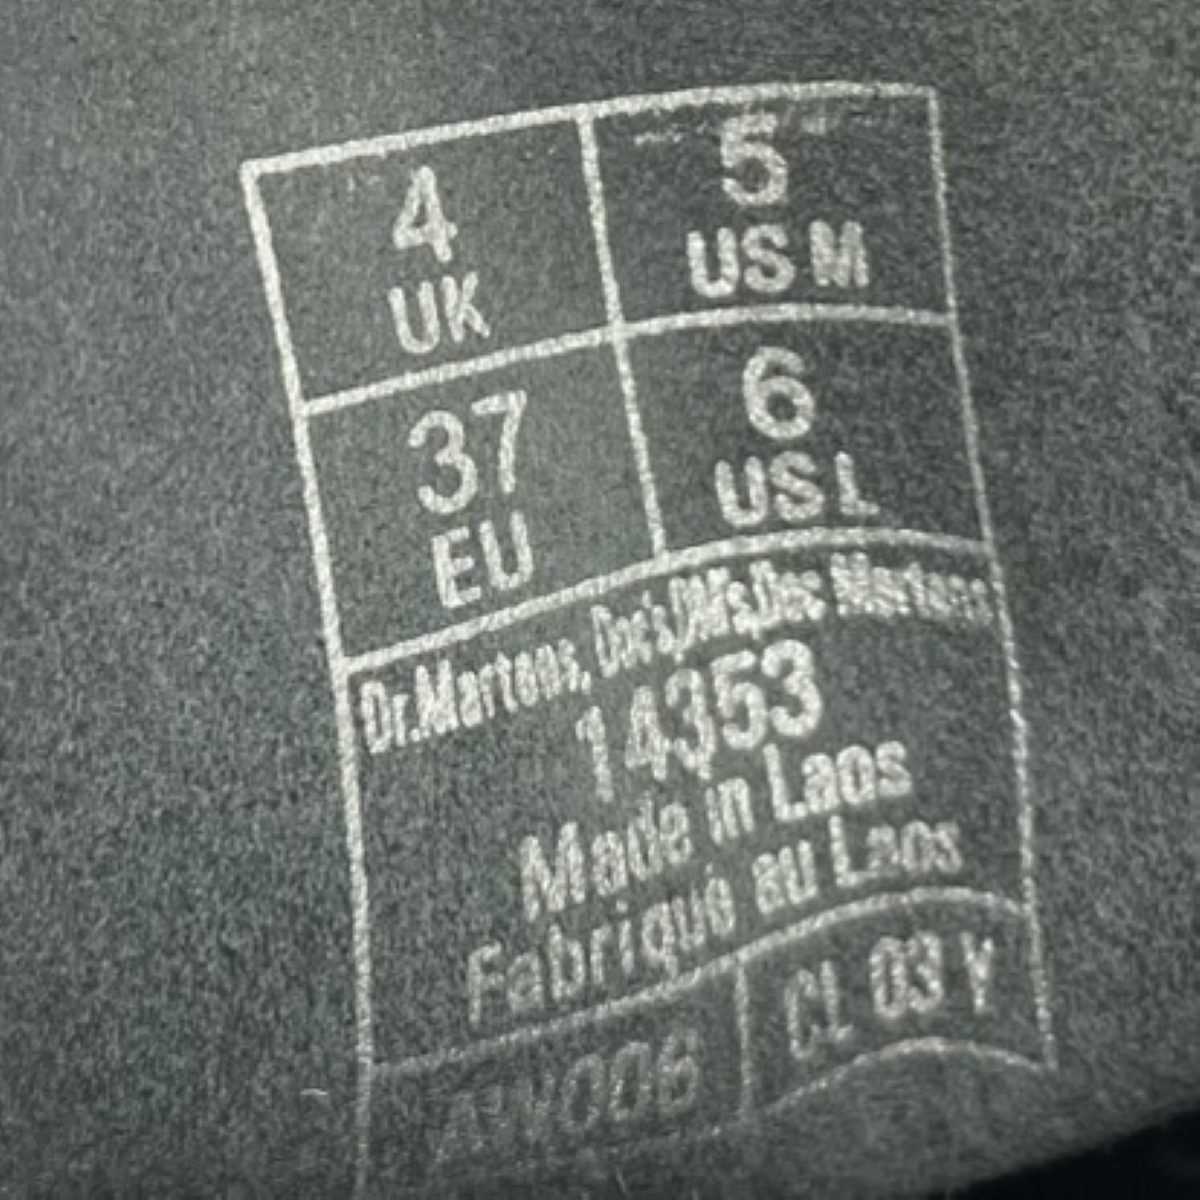 4
UK
5
US M
37
EU
6
US L
Dr.Martens, Doc's,DM's,Doc Martens
14353
Made in Laos
Fabriqué au Laos
CL 03 Y